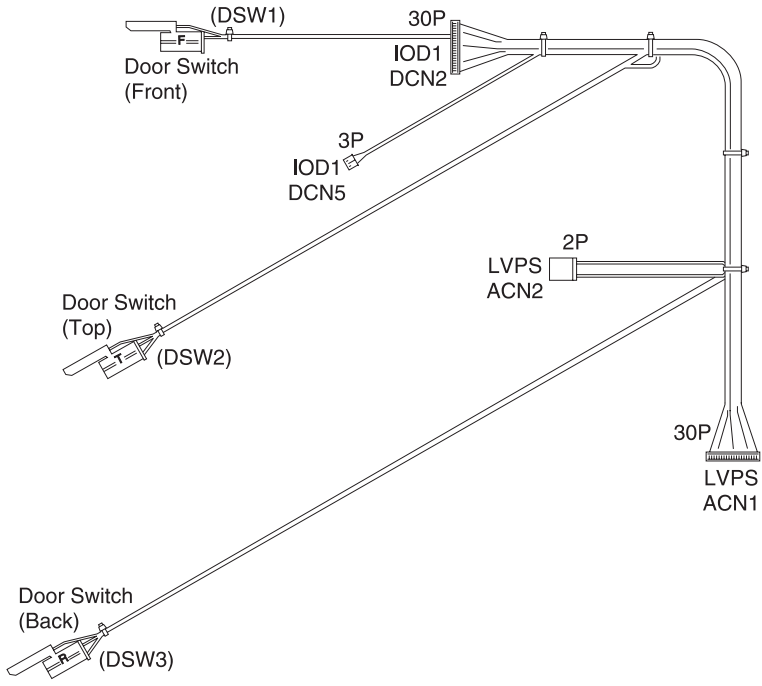 (DSW1)
F
Door Switch
(Front)
30P
IOD1
DCN2
3P
IOD1
DCN5
2P
LVPS
ACN2
Door Switch
(Top)
T
(DSW2)
30P
LVPS
ACN1
Door Switch
(Back)
R
(DSW3)